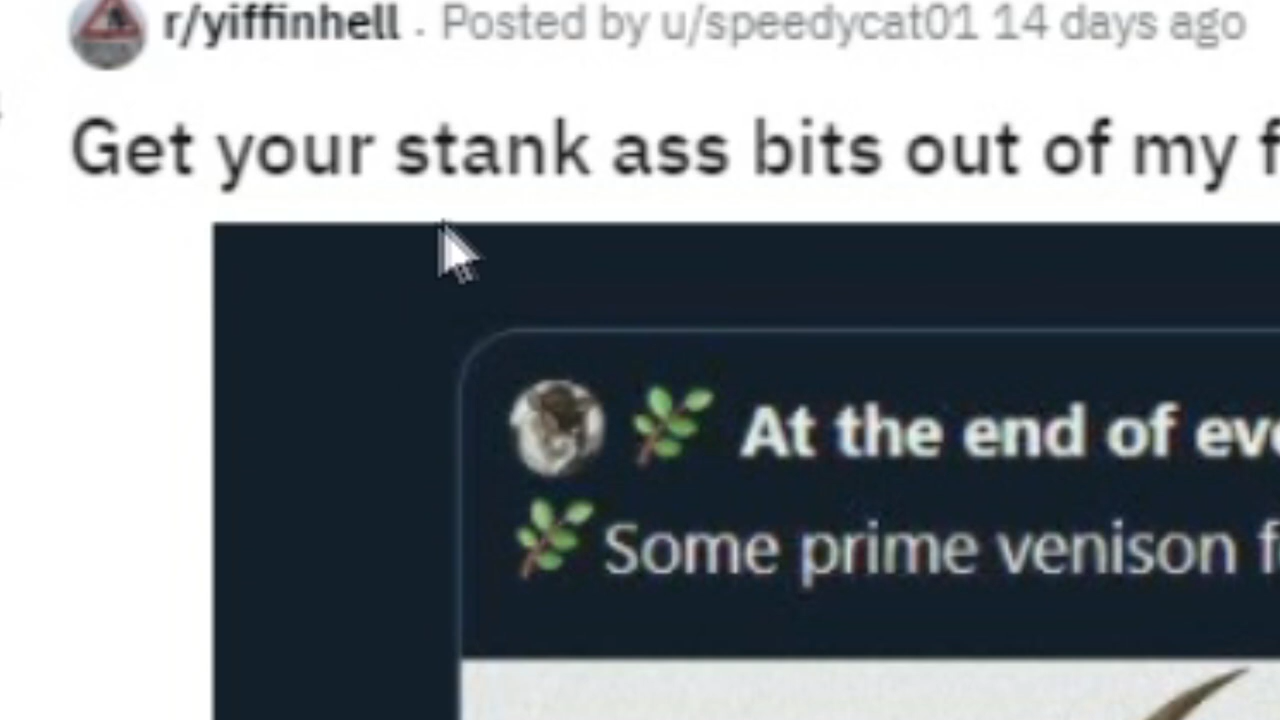 r/yiffinhell · Posted by u/speedycat01 14 days ago
Get your stank ass bits out of my f
At the end of eve
Some prime venison f